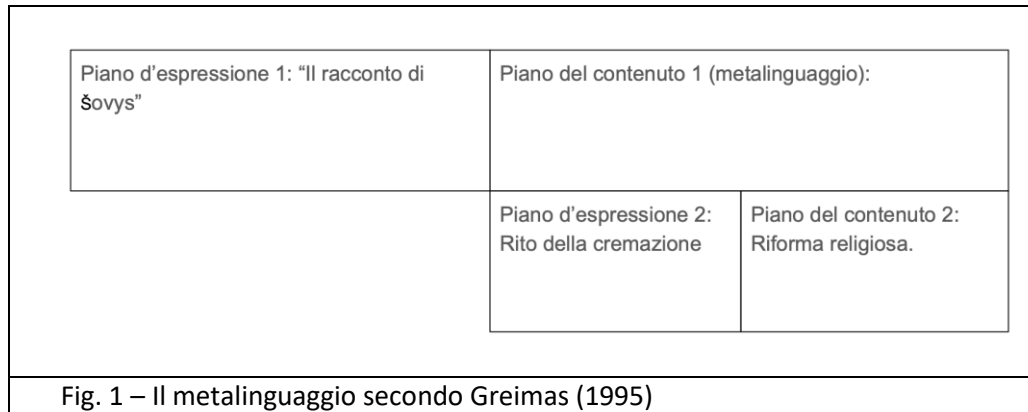 Piano d’espressione 1: “Il racconto di
šovys”
Piano del contenuto 1 (metalinguaggio):
Piano d’espressione 2:
Rito della cremazione
Piano del contenuto 2:
Riforma religiosa.
Fig. 1 – Il metalinguaggio secondo Greimas (1995)